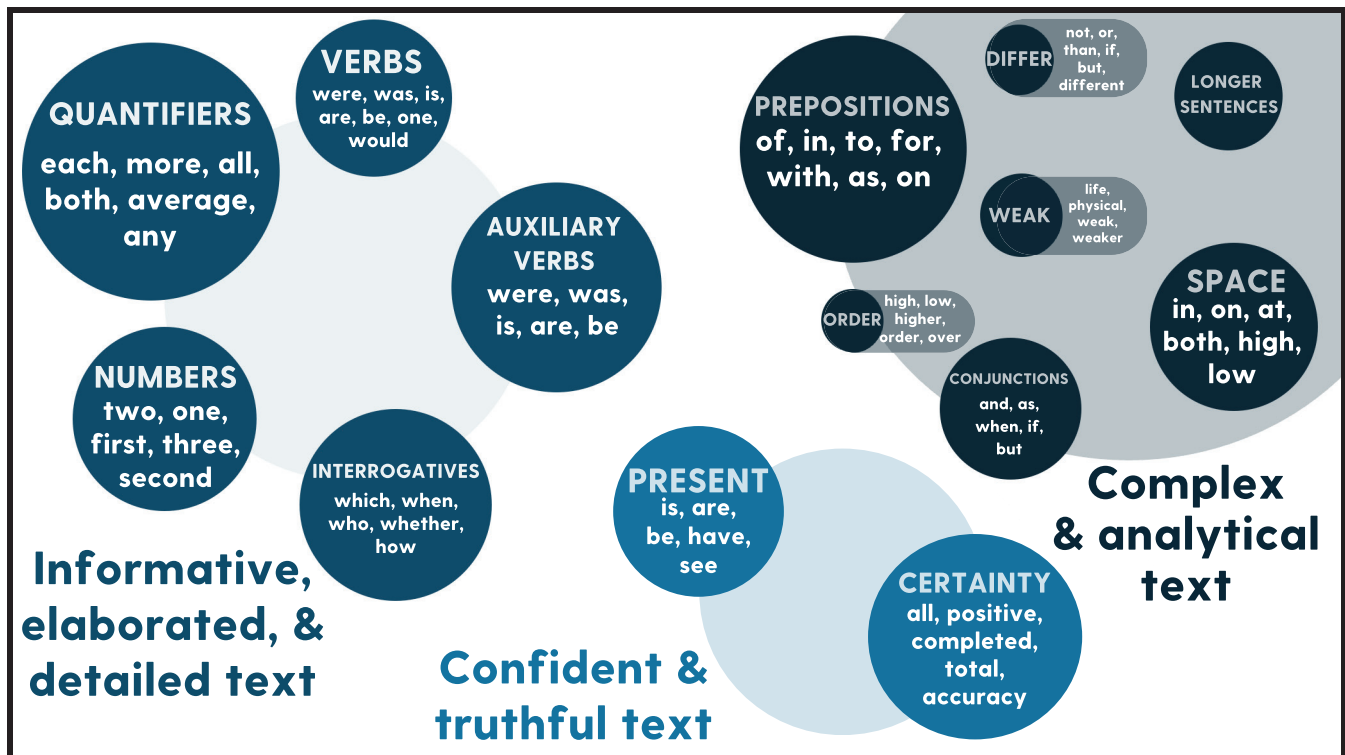 QUANTIFIERS
each, more, all,
both, average,
any
VERBS
were, was, is,
are, be, one,
would
AUXILIARY
VERBS
were, was,
is, are, be
NUMBERS
two, one,
first, three,
second
INTERROGATIVES
which, when,
who, whether,
how
Informative,
elaborated, &
detailed text
PRESENT
is, are,
be, have,
see
CERTAINTY
all, positive,
completed,
total,
accuracy
Confident &
truthful text
PREPOSITIONS
of, in, to, for,
with, as, on
DIFFER
not, or,
than, if,
but,
different
LONGER
SENTENCES
WEAK
life,
physical,
weak,
weaker
SPACE
in, on, at,
both, high,
low
ORDER
high, low,
higher,
order, over
CONJUNCTIONS
and, as,
when, if,
but
Complex
& analytical
text